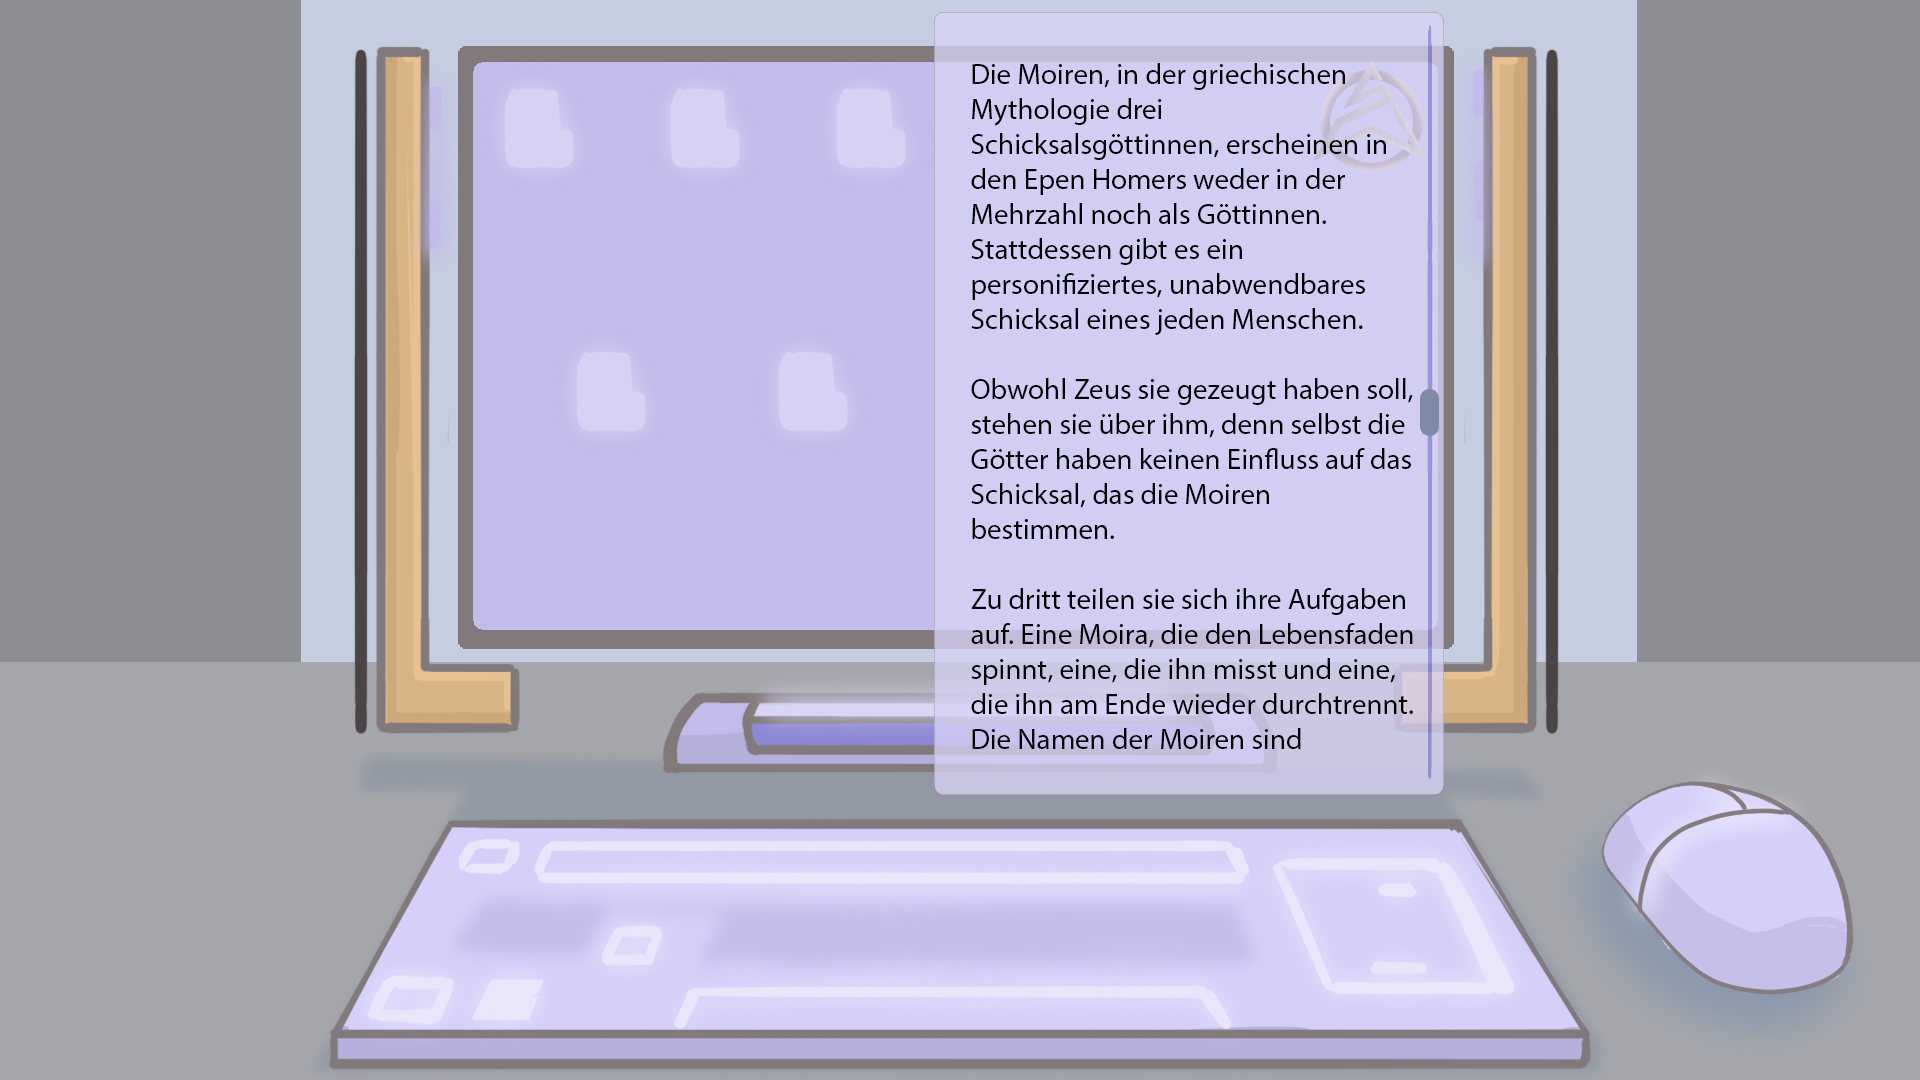 Die Moiren, in der griechischen
Mythologie drei
Schicksalsgöttinnen, erscheinen in
den Epen Homers weder in der
Mehrzahl noch als Göttinnen.
Stattdessen gibt es ein
personifiziertes, unabwendbares
Schicksal eines jeden Menschen.
Obwohl Zeus sie gezeugt haben soll,
stehen sie über ihm, denn selbst die
Götter haben keinen Einfluss auf das
Schicksal, das die Moiren
bestimmen.
Zu dritt teilen sie sich ihre Aufgaben
auf. Eine Moira, die den Lebensfaden
spinnt, eine, die ihn misst und eine,
die ihn am Ende wieder durchtrennt.
Die Namen der Moiren sind